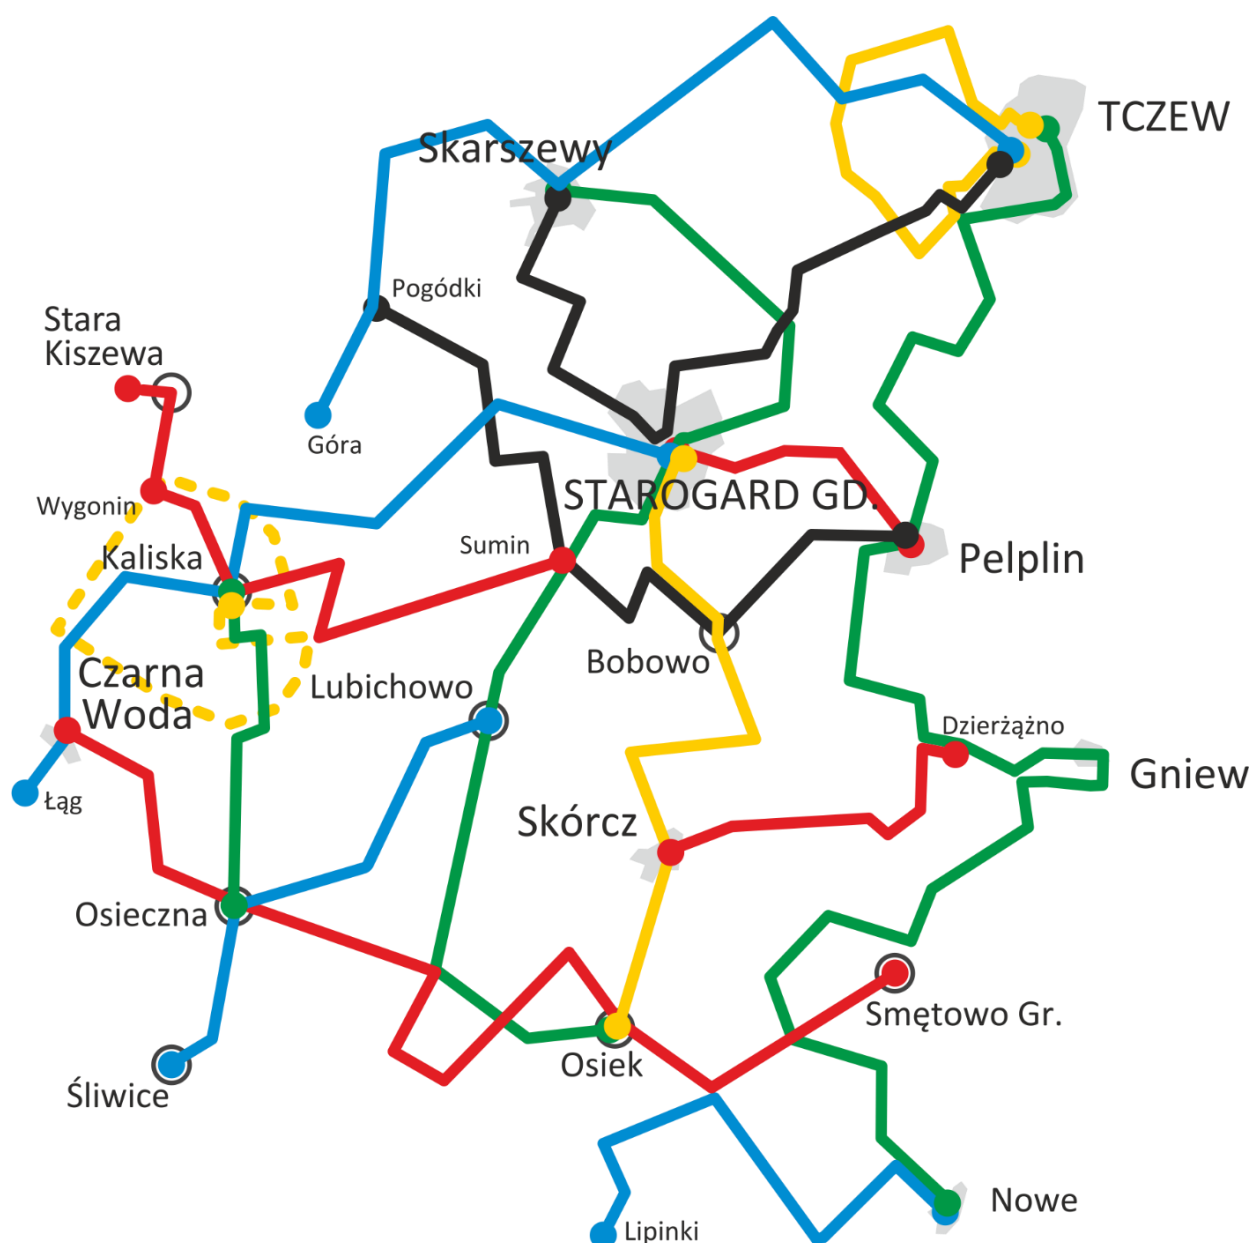 TCZEW
Skarszewy
Pogódki
Stara
Kiszewa
Góra
Wygonin
STAROGARD GD.
Kaliska
Sumin
Pelplin
Bobowo
Czarna
Woda
Lubichowo
Dzierżążno
Gniew
Łąg
Skórcz
Osieczna
Smętowo Gr.
Osiek
Śliwice
Nowe
Lipinki